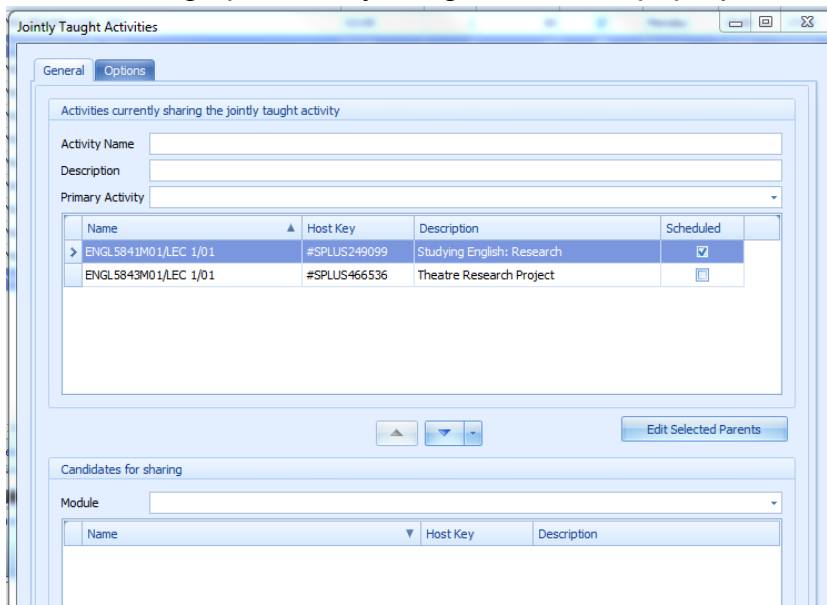 Jointly Taught Activities
General Options
Activities currently sharing the jointly taught activity
Activity Name
Description
Primary Activity
Name Host Key Description Scheduled
ENGL5841M01/LEC 1/01 #SPLUS249099 Studying English: Research
ENGL5843M01/LEC 1/01 #SPLUS466536 Theatre Research Project
Edit Selected Parents
Candidates for sharing
Module
Name Host Key Description